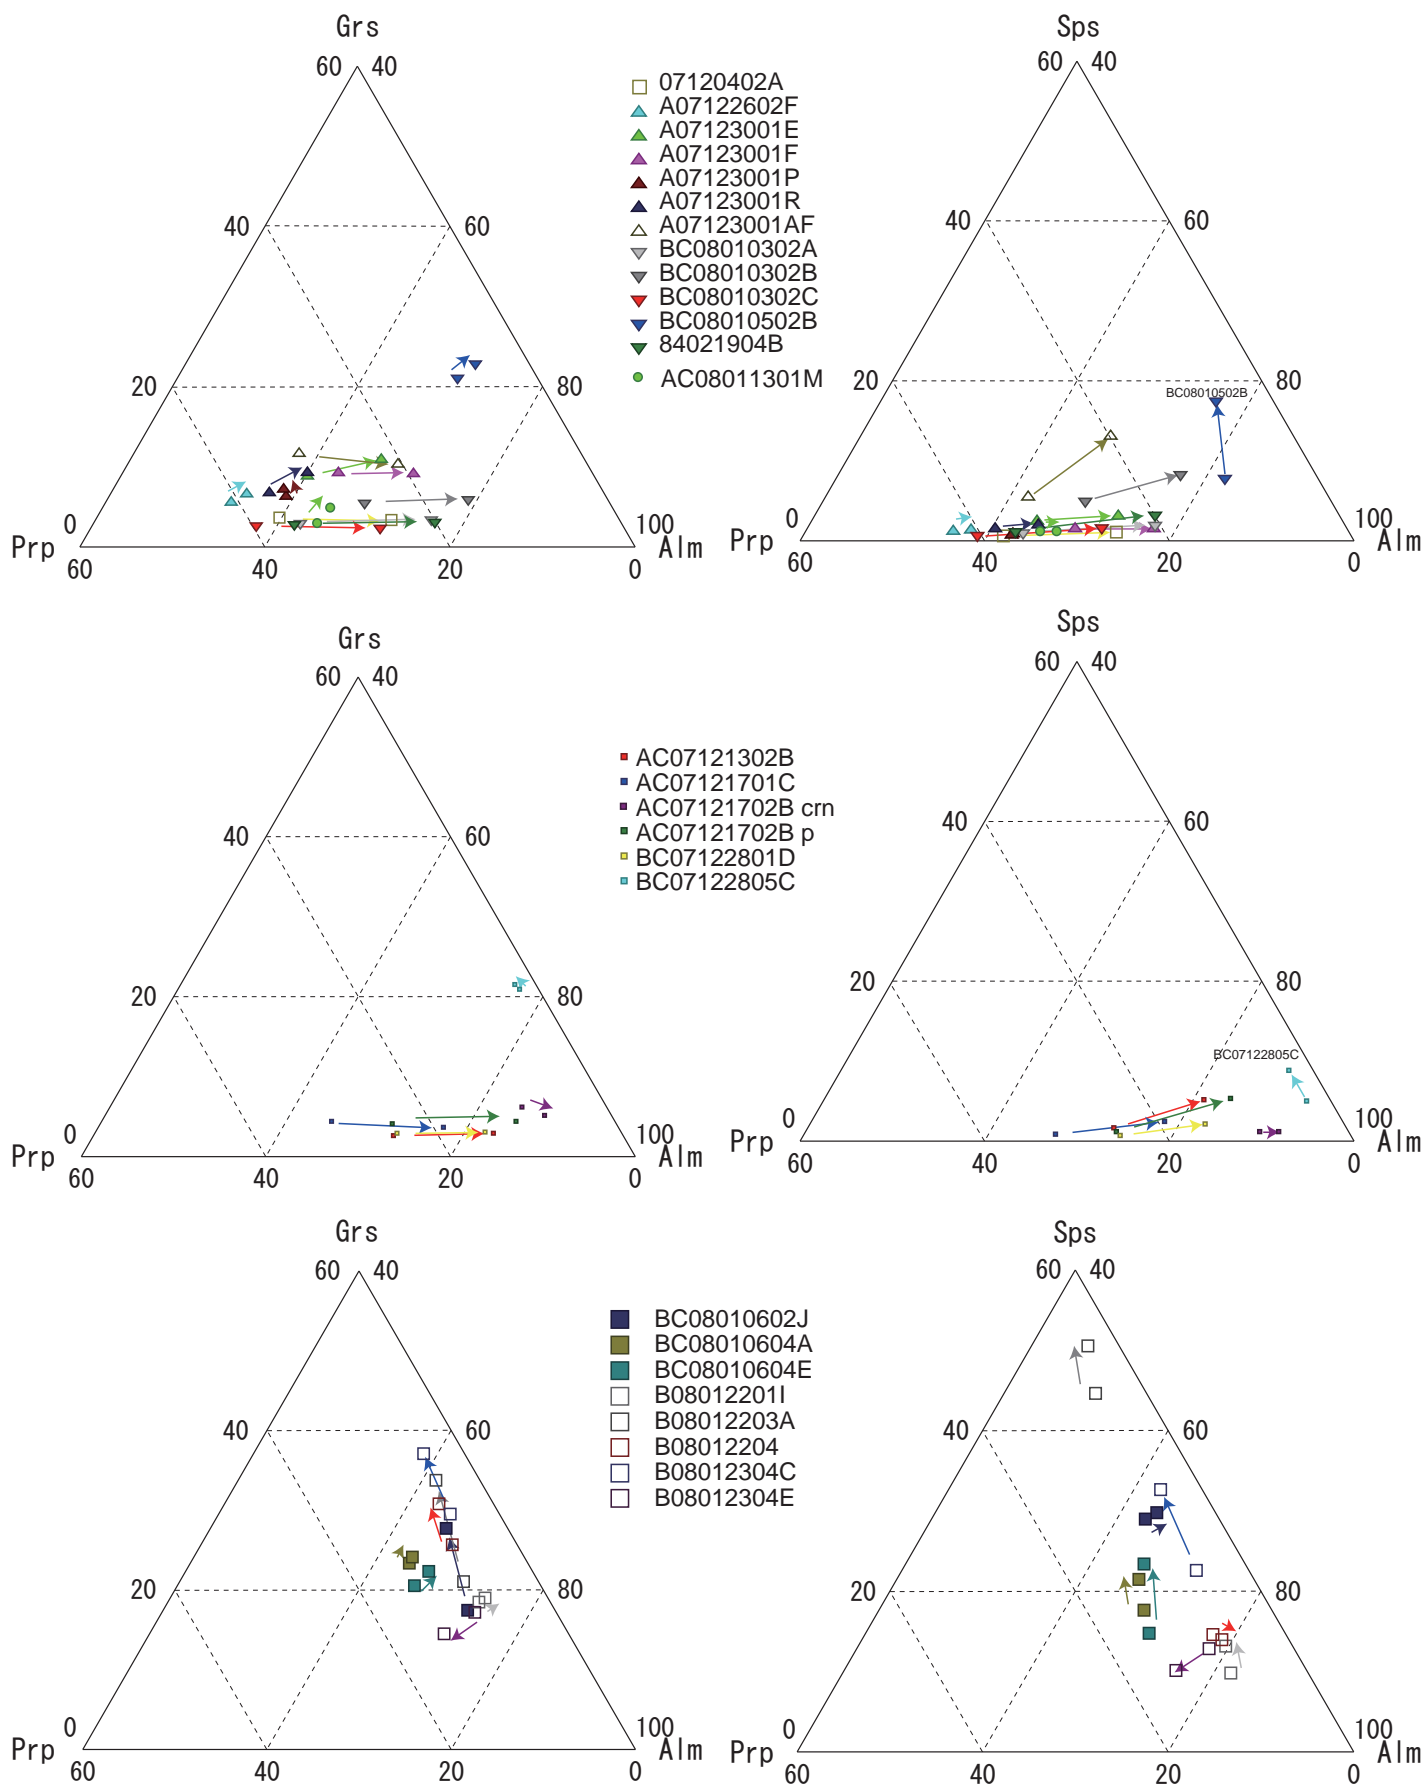 Grs
60 40
40 60
20 80
0 100
Prp Alm
60 40 20 0
07120402A
A07122602F
A07123001E
A07123001F
A07123001P
A07123001R
A07123001AF
BC08010302A
BC08010302B
BC08010302C
BC08010502B
84021904B
AC08011301M
Sps
60 40
40 60
20 80
BC08010502B
0 100
Prp Alm
60 40 20 0
Grs
60 40
40 60
20 80
0 100
Prp Alm
60 40 20 0
AC07121302B
AC07121701C
AC07121702B crn
AC07121702B p
BC07122801D
BC07122805C
Sps
60 40
40 60
20 80
BC07122805C
0 100
Prp Alm
60 40 20 0
Grs
60 40
40 60
20 80
0 100
Prp Alm
60 40 20 0
BC08010602J
BC08010604A
BC08010604E
B08012201I
B08012203A
B08012204
B08012304C
B08012304E
Sps
60 40
40 60
20 80
0 100
Prp Alm
60 40 20 0